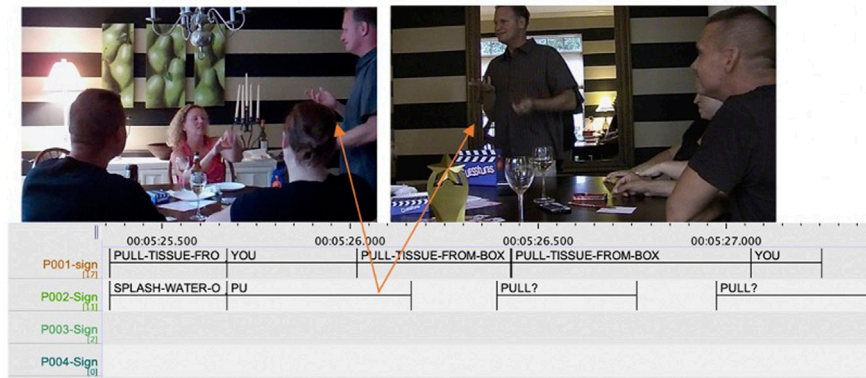 Guesstures
00:05:25.500 00:05:26.000 00:05:26.500 00:05:27.000
P001-sign PULL-TISSUE-FRO YOU PULL-TISSUE-FROM-BOX PULL-TISSUE-FROM-BOX YOU
[17]
P002-Sign SPLASH-WATER-O PU PULL? PULL?
[11]
P003-Sign
[2]
P004-Sign
[0]